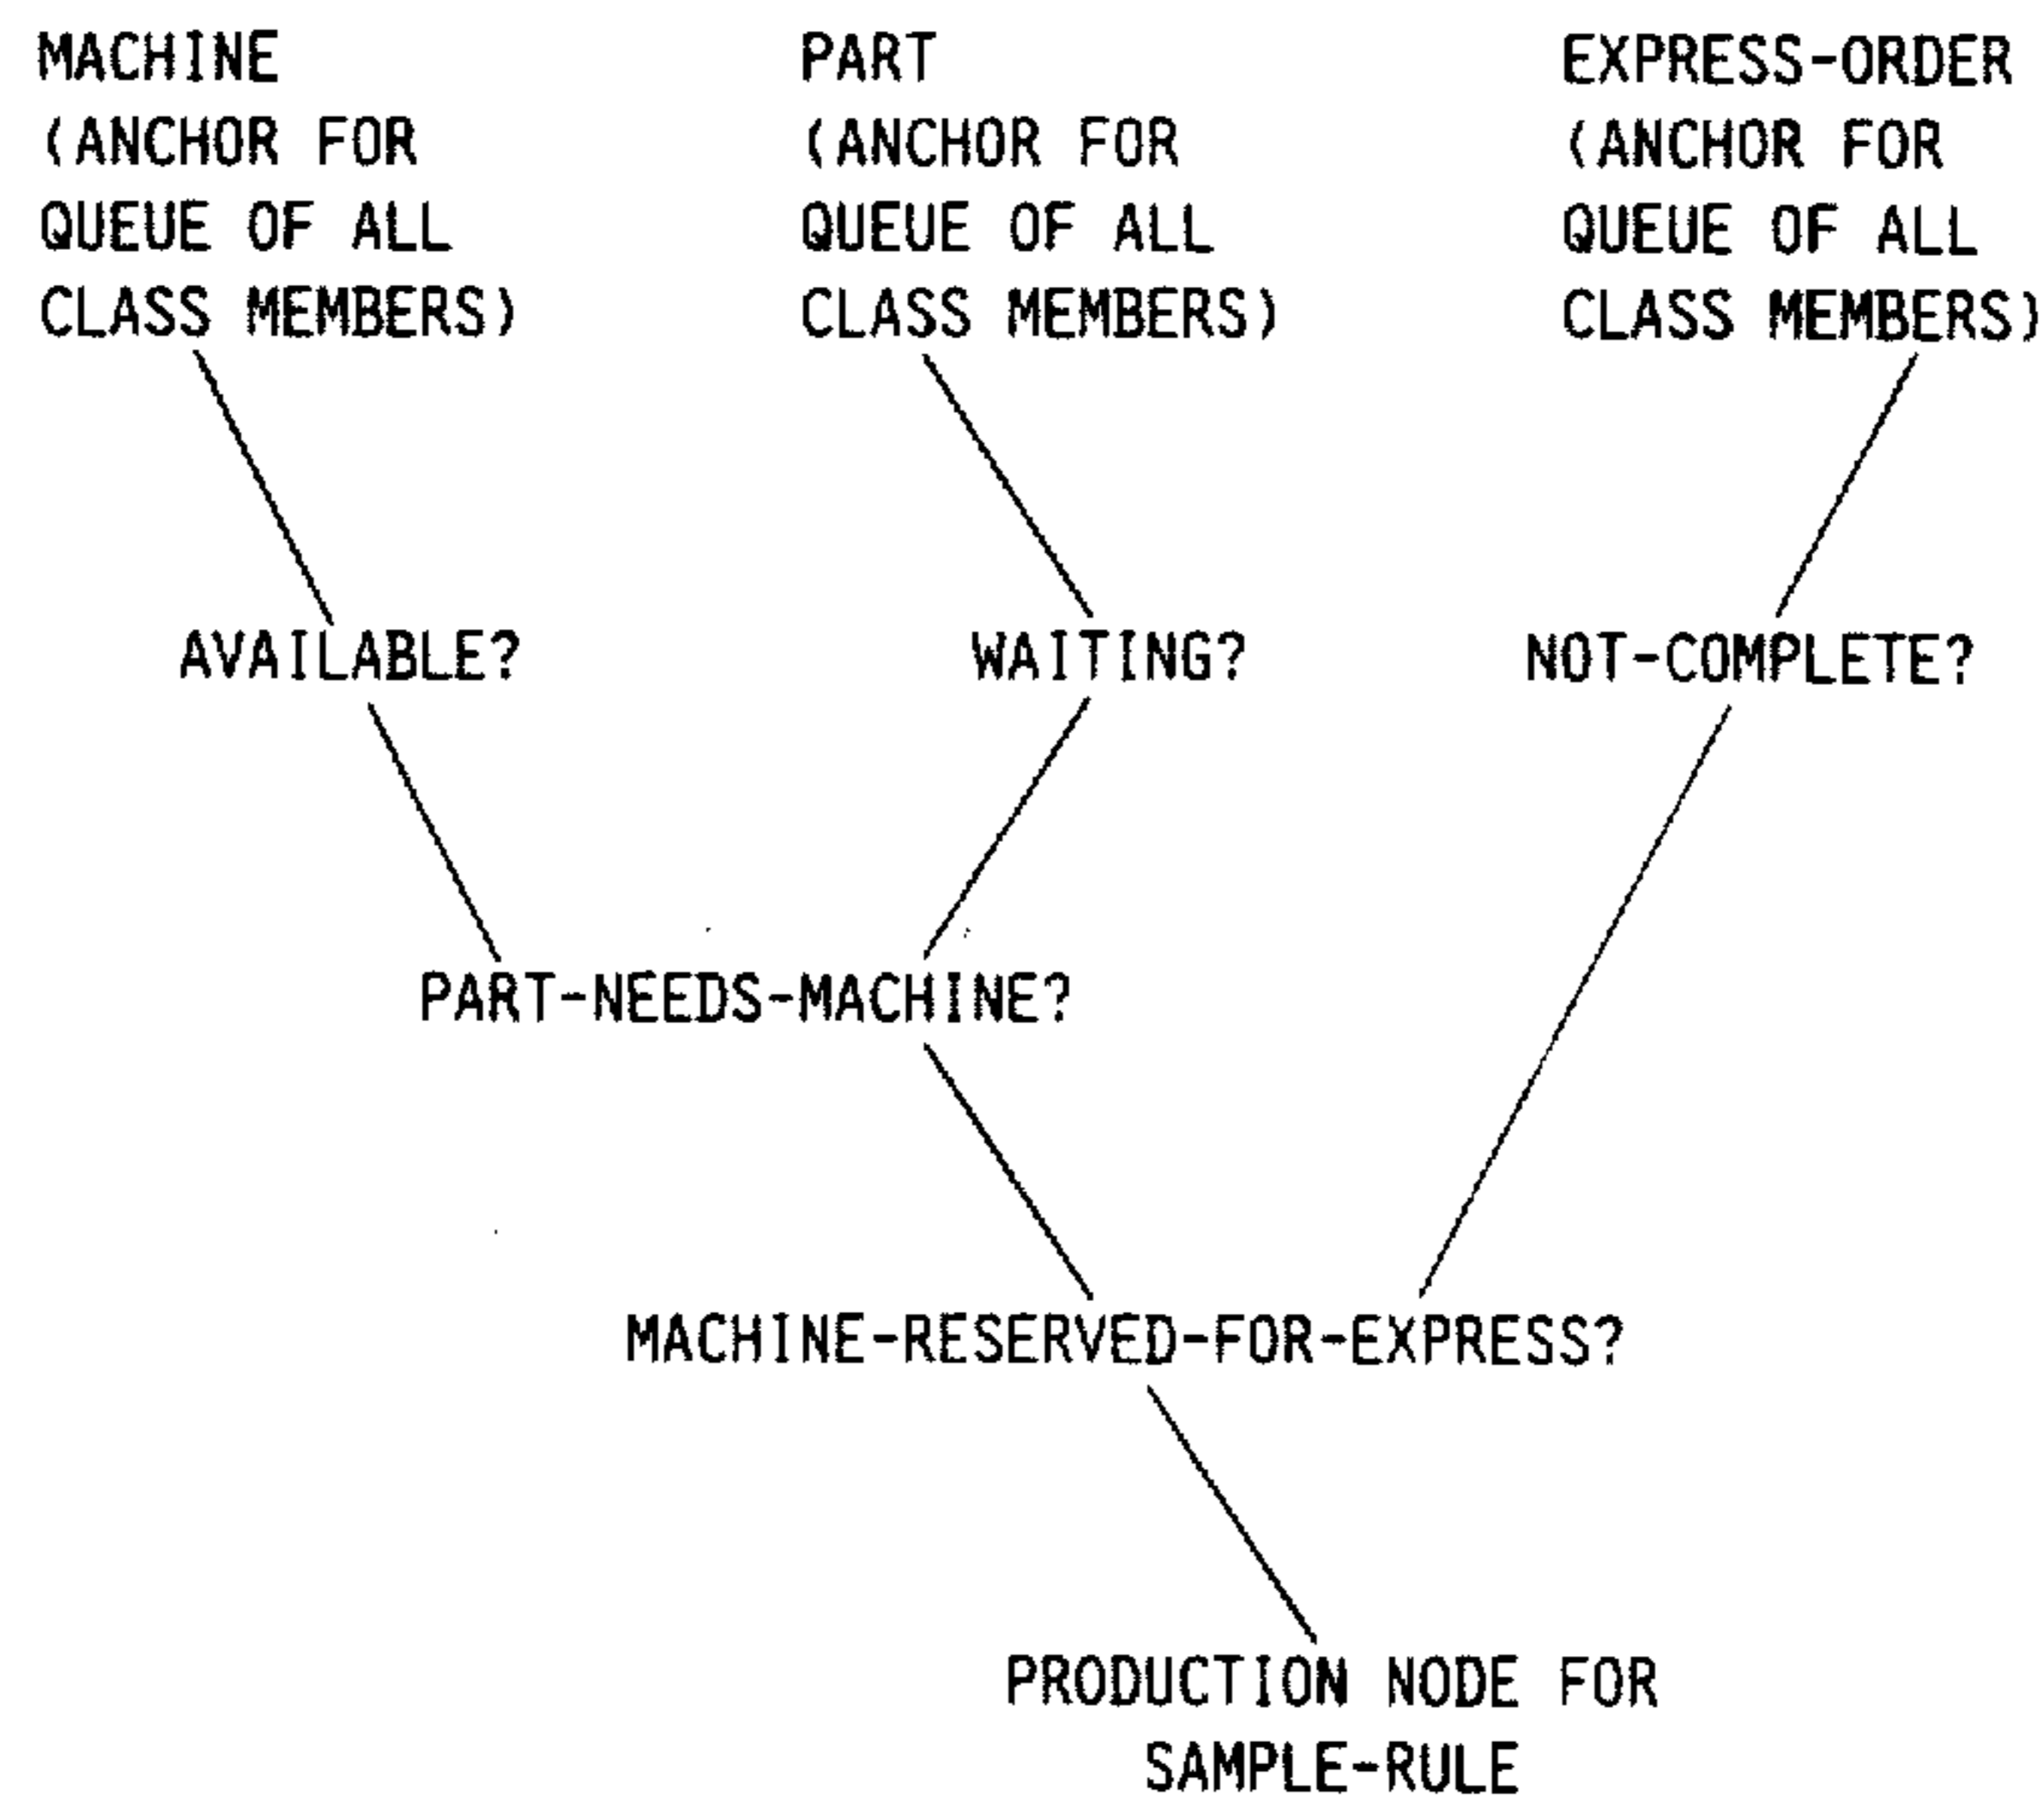 MACHINE
(ANCHOR FOR
QUEUE OF ALL
CLASS MEMBERS)
PART
(ANCHOR FOR
QUEUE OF ALL
CLASS MEMBERS)
EXPRESS-ORDER
(ANCHOR FOR
QUEUE OF ALL
CLASS MEMBERS)
AVAILABLE?
WAITING?
NOT-COMPLETE?
PART-NEEDS-MACHINE?
MACHINE-RESERVED-FOR-EXPRESS?
PRODUCTION NODE FOR
SAMPLE-RULE